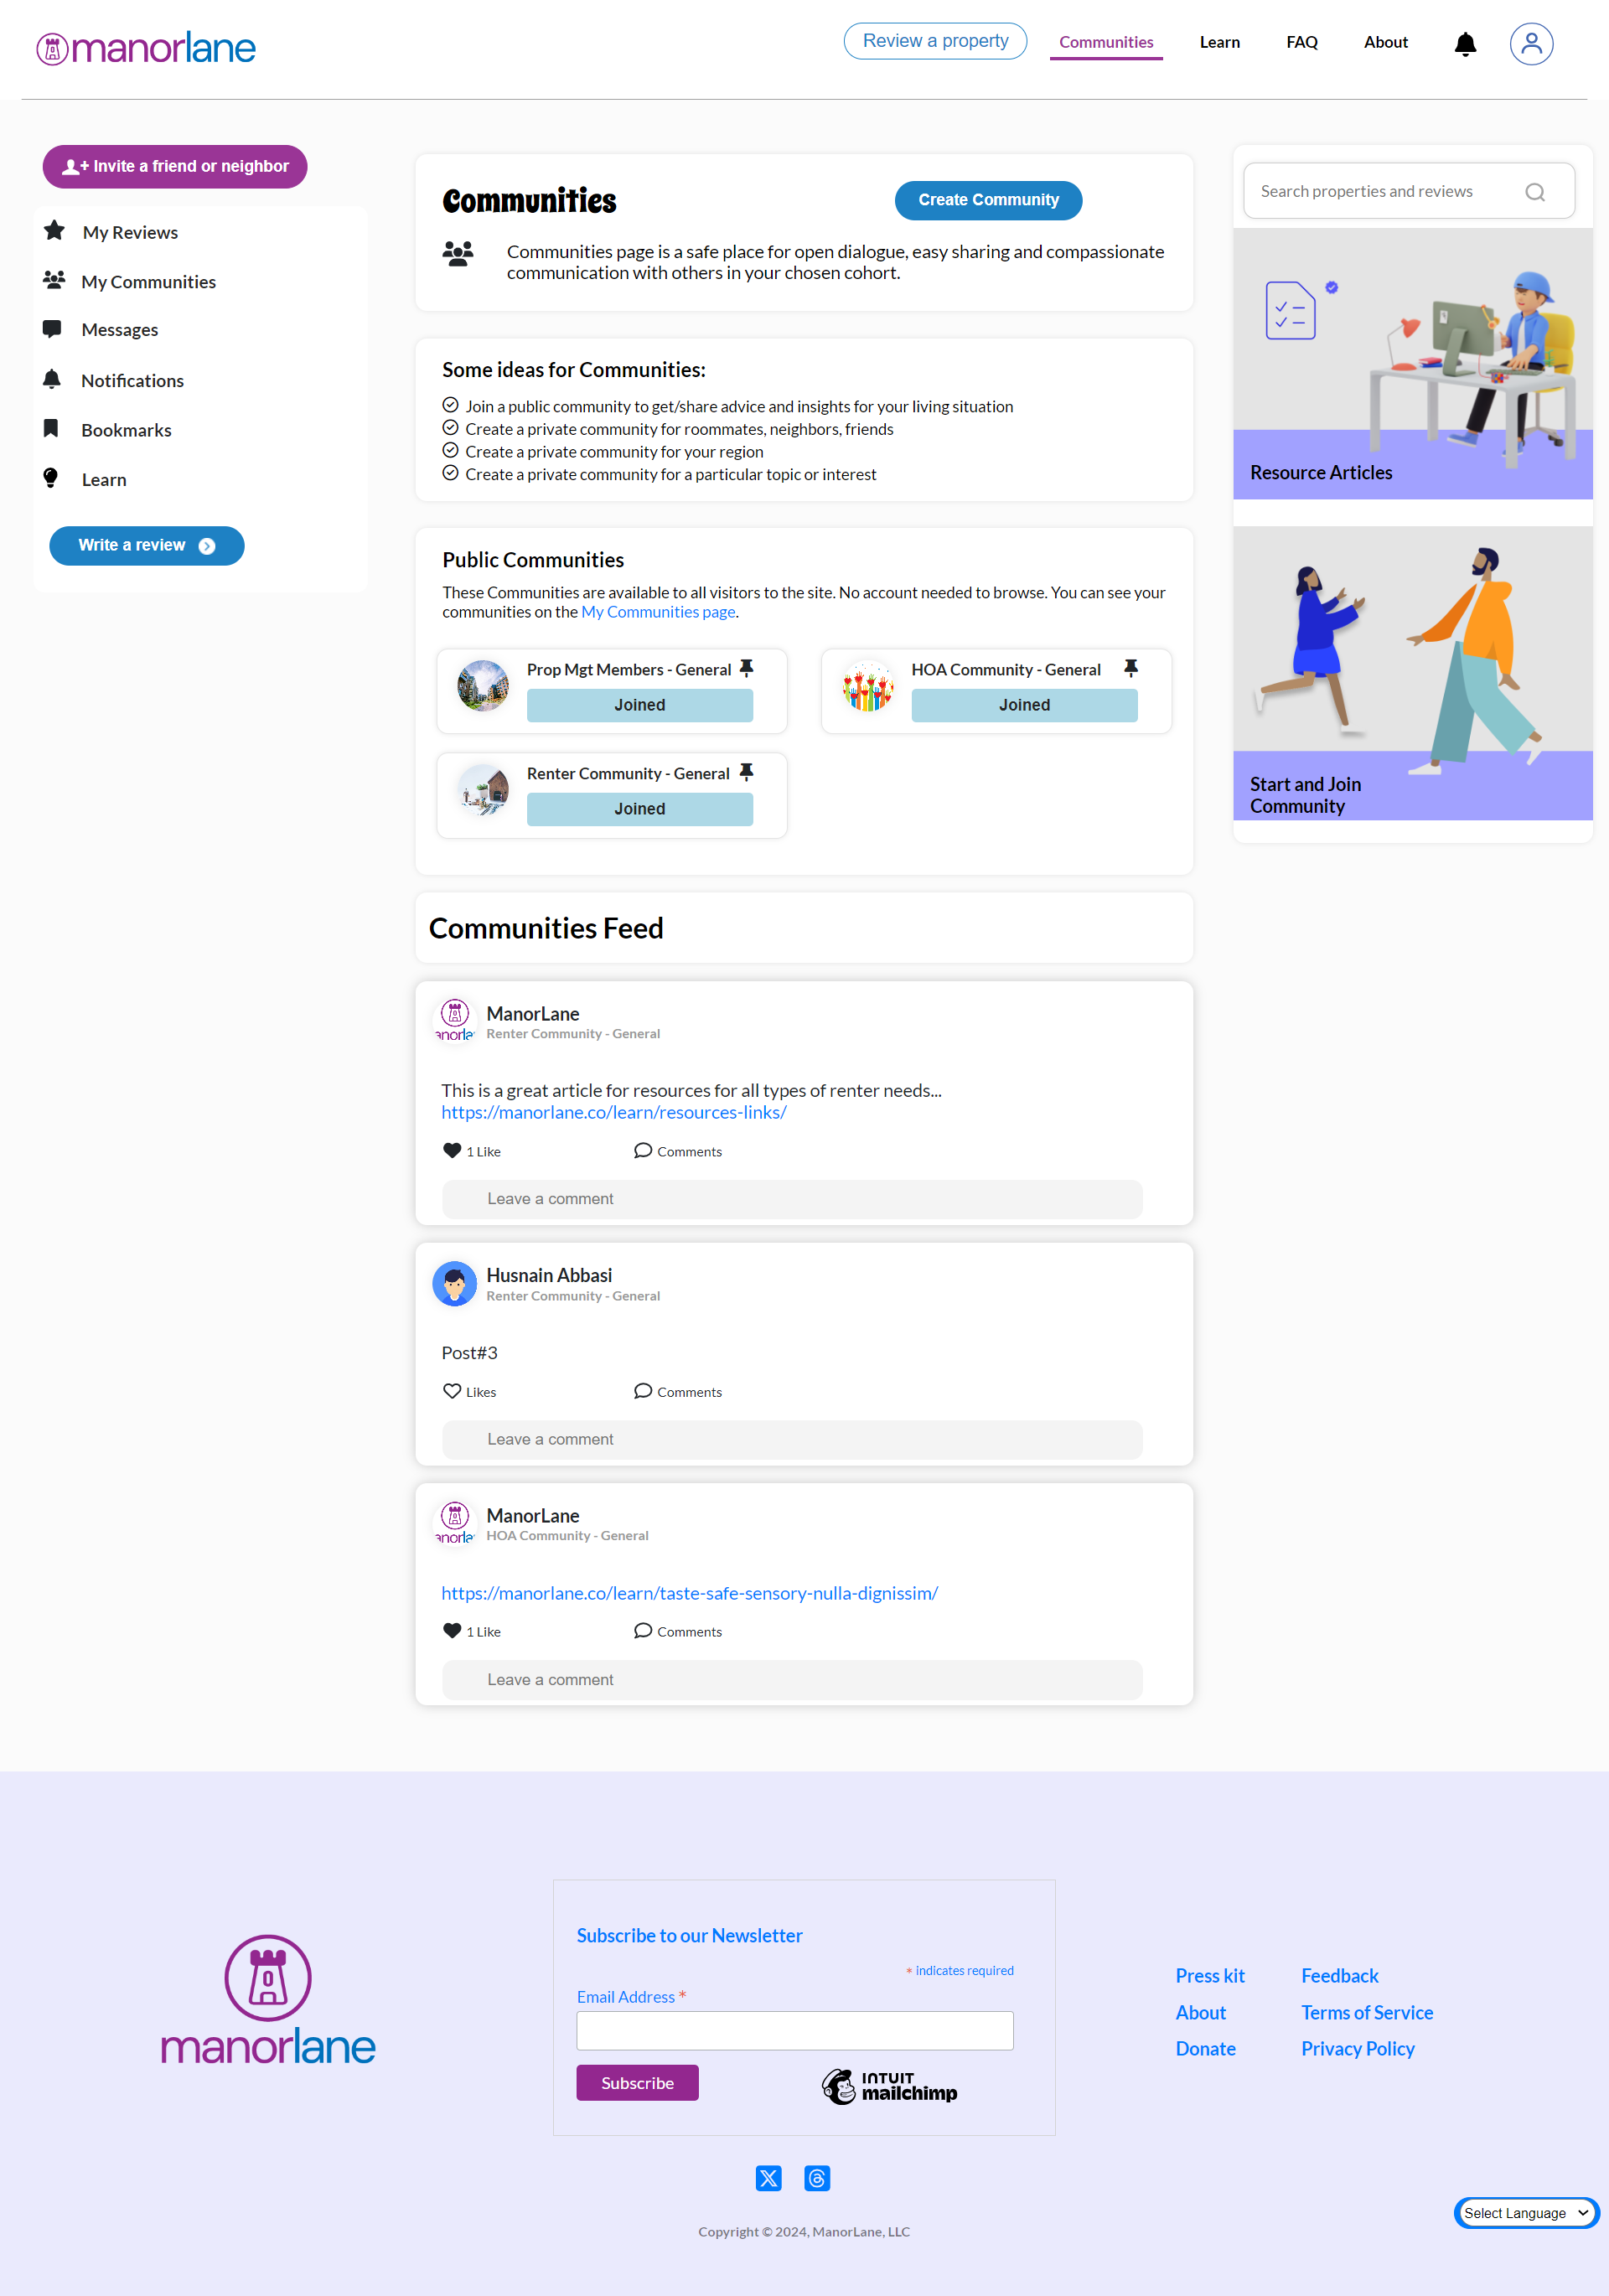 manorlane
Review a property
Communities
Learn
FAQ
About
Invite a friend or neighbor
My Reviews
My Communities
Messages
Notifications
Bookmarks
Learn
Write a review
Communities
Create Community
Communities page is a safe place for open dialogue, easy sharing and compassionate
communication with others in your chosen cohort.
Some ideas for Communities:
Join a public community to get/share advice and insights for your living situation
Create a private community for roommates, neighbors, friends
Create a private community for your region
Create a private community for a particular topic or interest
Public Communities
These Communities are available to all visitors to the site. No account needed to browse. You can see your
communities on the My Communities page.
Prop Mgt Members - General
Joined
HOA Community - General
Joined
Renter Community - General
Joined
Communities Feed
manorla
ManorLane
Renter Community - General
This is a great article for resources for all types of renter needs...
https://manorlane.co/learn/resources-links/
1 Like
Comments
Leave a comment
Husnain Abbasi
Renter Community - General
Post#3
Likes
Comments
Leave a comment
manorla
ManorLane
HOA Community - General
https://manorlane.co/learn/taste-safe-sensory-nulla-dignissim/
1 Like
Comments
Leave a comment
Search properties and reviews
Resource Articles
Start and Join
Community
manorlane
Subscribe to our Newsletter
* indicates required
Email Address *
Subscribe
INTUIT
mailchimp
Press kit
Feedback
About
Terms of Service
Donate
Privacy Policy
Copyright © 2024, ManorLane, LLC
Select Language